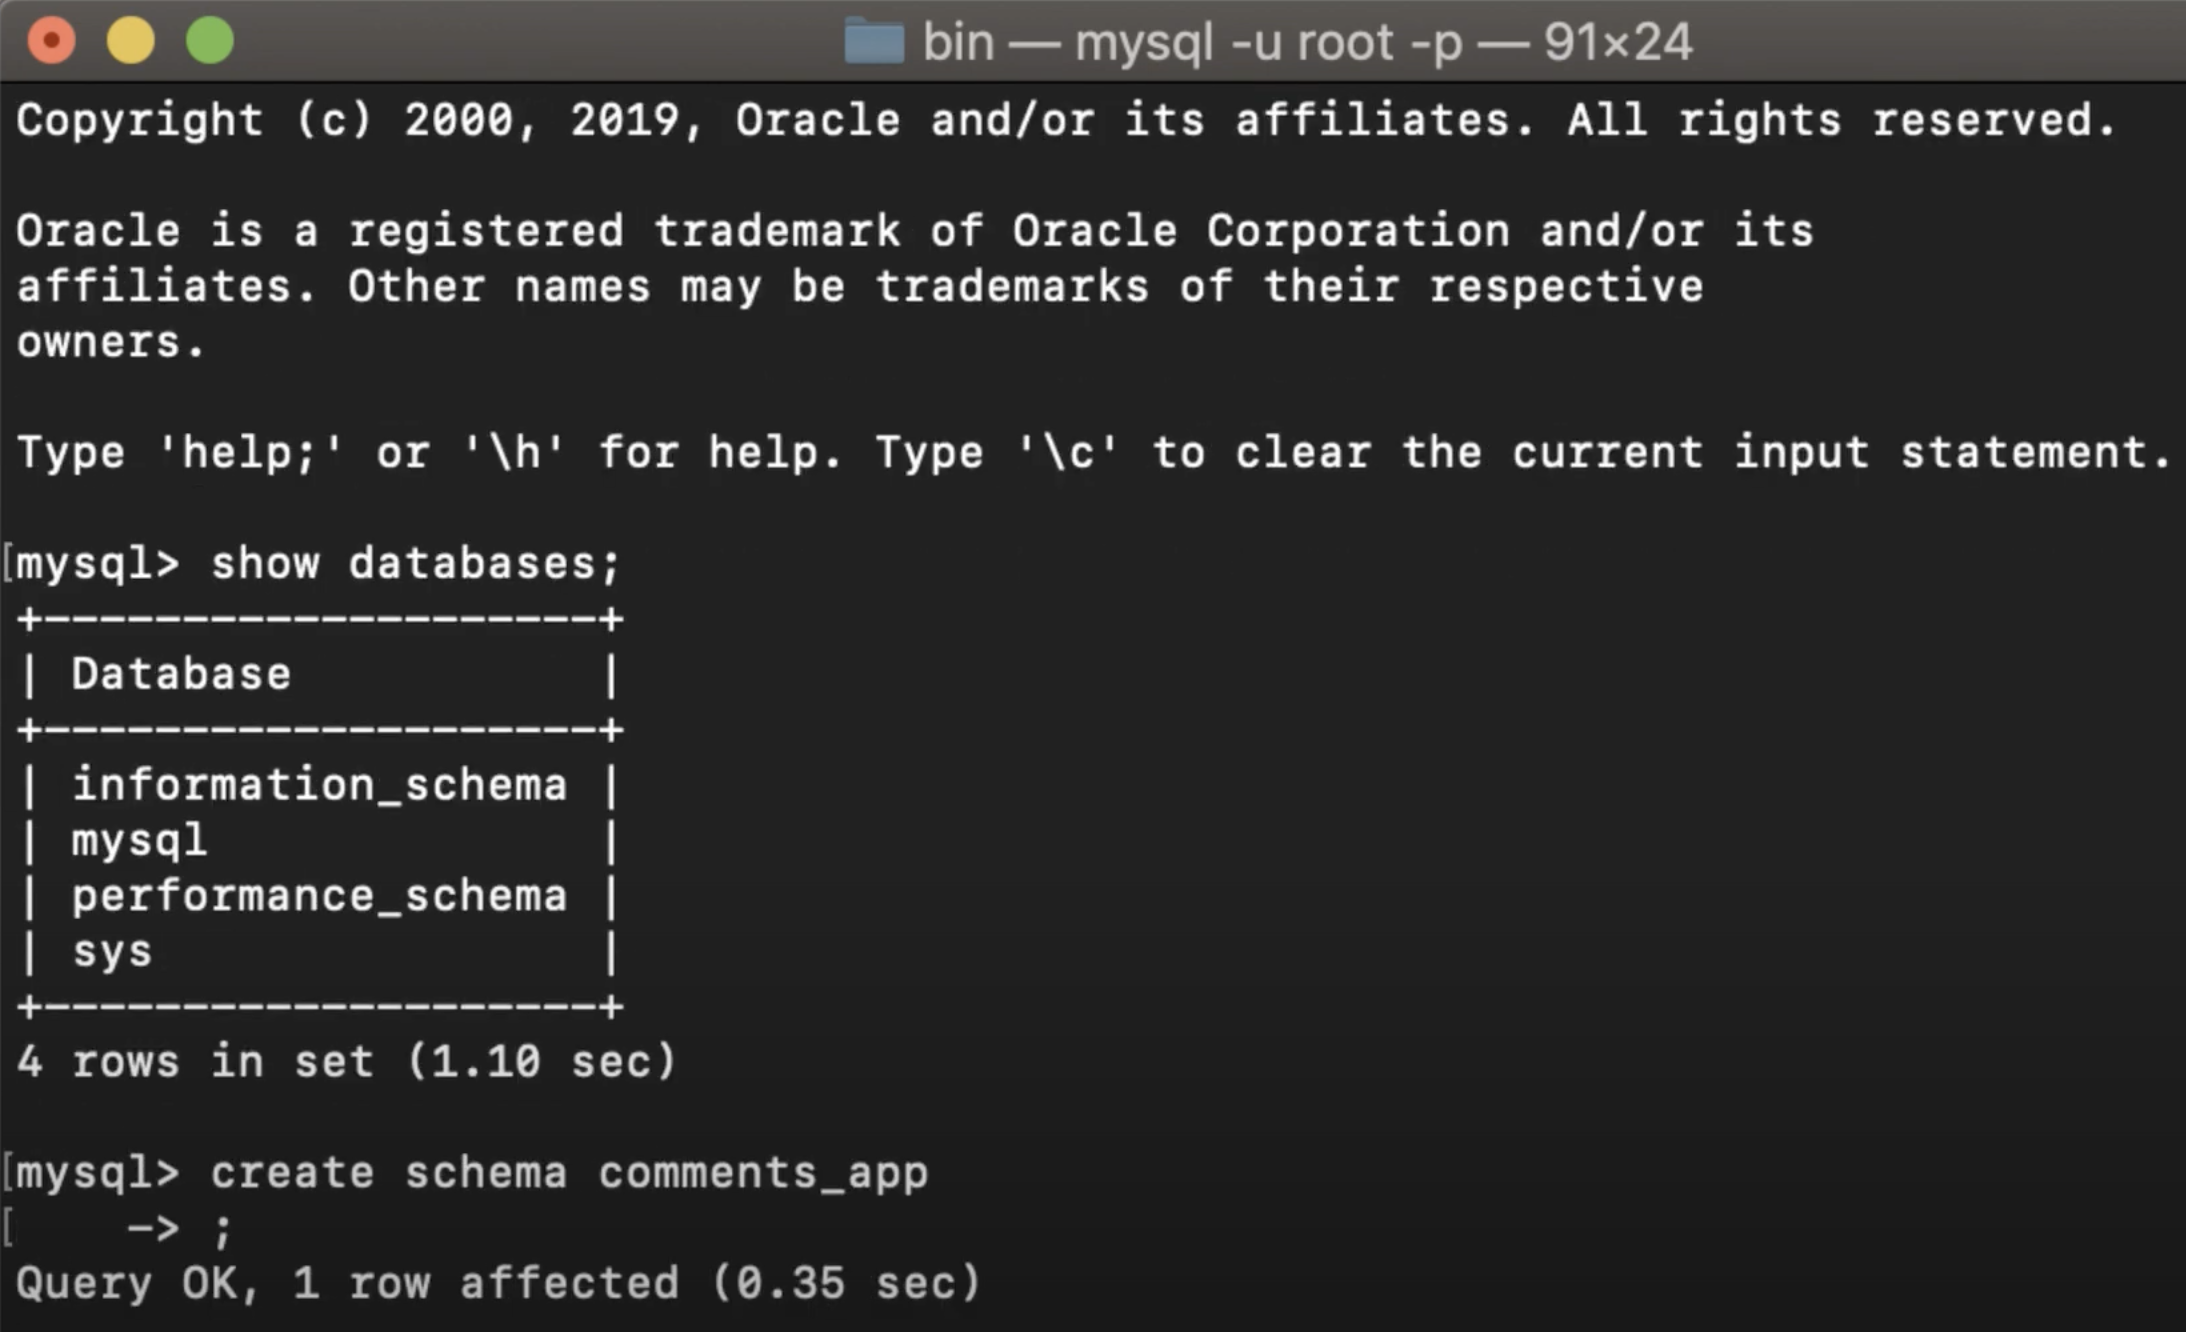 bin — mysql -u root -p — 91×24
Copyright (c) 2000, 2019, Oracle and/or its affiliates. All rights reserved.
Oracle is a registered trademark of Oracle Corporation and/or its
affiliates. Other names may be trademarks of their respective
owners.
Type 'help;' or '\h' for help. Type '\c' to clear the current input statement.
[mysql> show databases;
+--------------------+
| Database           |
+--------------------+
| information_schema |
| mysql              |
| performance_schema |
| sys                |
+--------------------+
4 rows in set (1.10 sec)
[mysql> create schema comments_app
[    -> ;
Query OK, 1 row affected (0.35 sec)